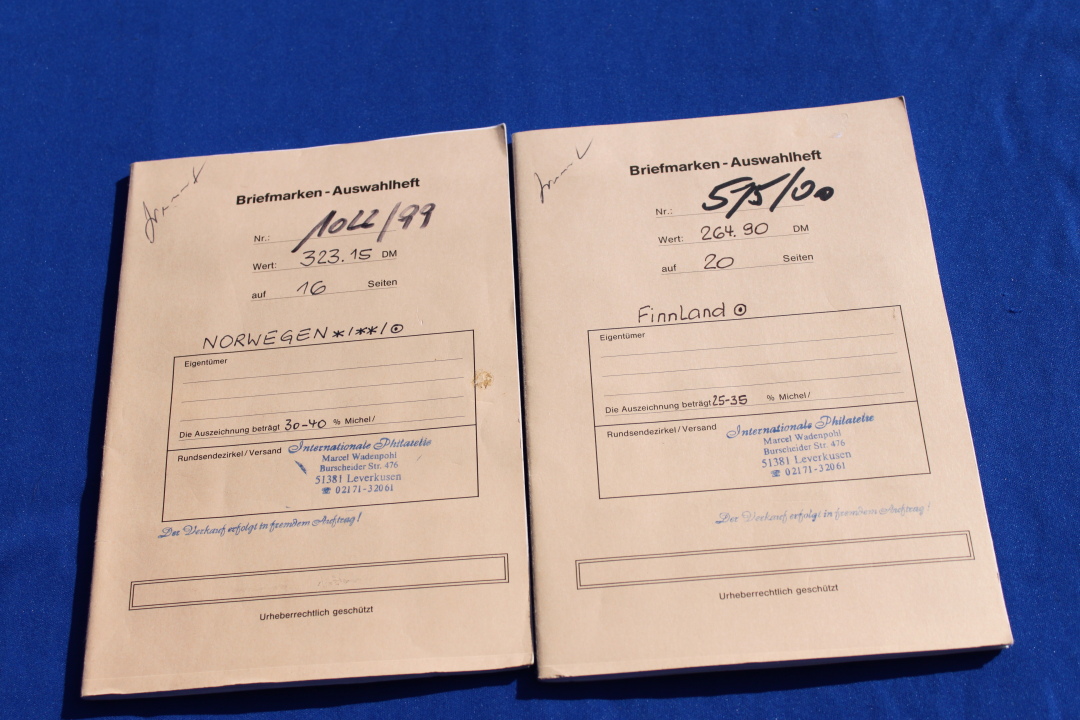 Briefmarken - Auswahlheft
Nr.: 1022/99
Wert: 323.15 DM
auf 16 Seiten
NORWEGEN */**/⊙
Eigentümer
Die Auszeichnung beträgt 30-40 % Michel/
Rundsendezirkel / Versand
Internationale Philatelie
Marcel Wadenpohl
Burscheider Str. 476
51381 Leverkusen
☎ 02171-32061
Der Verkauf erfolgt in fremdem Auftrag!
Urheberrechtlich geschützt
Briefmarken - Auswahlheft
Nr.: 575/00
Wert: 264.90 DM
auf 20 Seiten
FinnLand ⊙
Eigentümer
Die Auszeichnung beträgt 25-35 % Michel/
Rundsendezirkel / Versand
Internationale Philatelie
Marcel Wadenpohl
Burscheider Str. 476
51381 Leverkusen
☎ 02171-32061
Der Verkauf erfolgt in fremdem Auftrag!
Urheberrechtlich geschützt